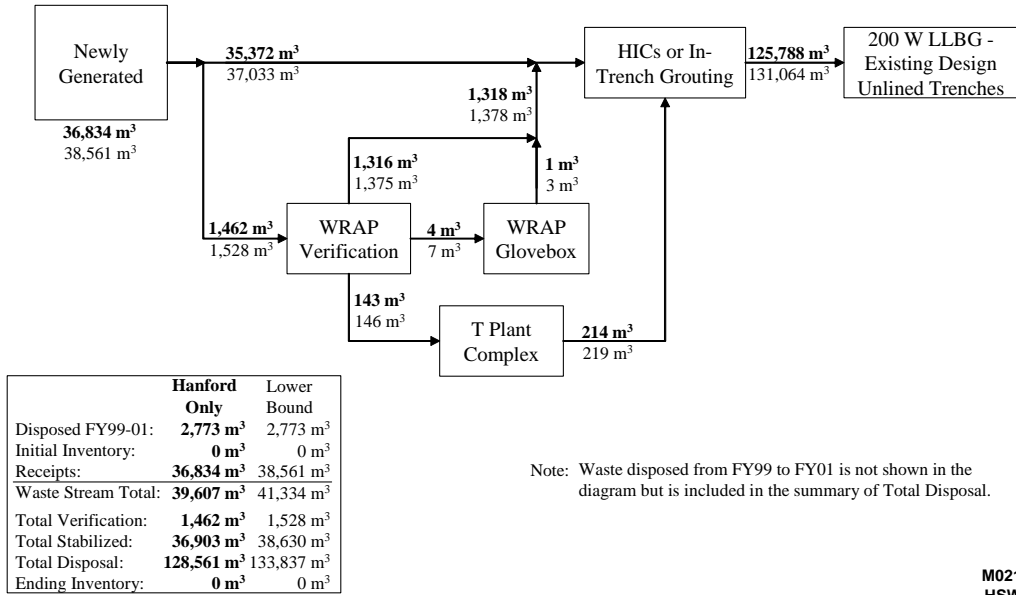 Newly
Generated
36,834 m³
38,561 m³
35,372 m³
37,033 m³
HICs or In-
Trench Grouting
125,788 m³
131,064 m³
200 W LLBG -
Existing Design
Unlined Trenches
1,318 m³
1,378 m³
1,316 m³
1,375 m³
1 m³
3 m³
1,462 m³
1,528 m³
WRAP
Verification
4 m³
7 m³
WRAP
Glovebox
143 m³
146 m³
T Plant
Complex
214 m³
219 m³
Hanford Lower
Only Bound
Disposed FY99-01: 2,773 m³ 2,773 m³
Initial Inventory: 0 m³ 0 m³
Receipts: 36,834 m³ 38,561 m³
Waste Stream Total: 39,607 m³ 41,334 m³
Total Verification: 1,462 m³ 1,528 m³
Total Stabilized: 36,903 m³ 38,630 m³
Total Disposal: 128,561 m³ 133,837 m³
Ending Inventory: 0 m³ 0 m³
Note: Waste disposed from FY99 to FY01 is not shown in the
diagram but is included in the summary of Total Disposal.
M021
HSW